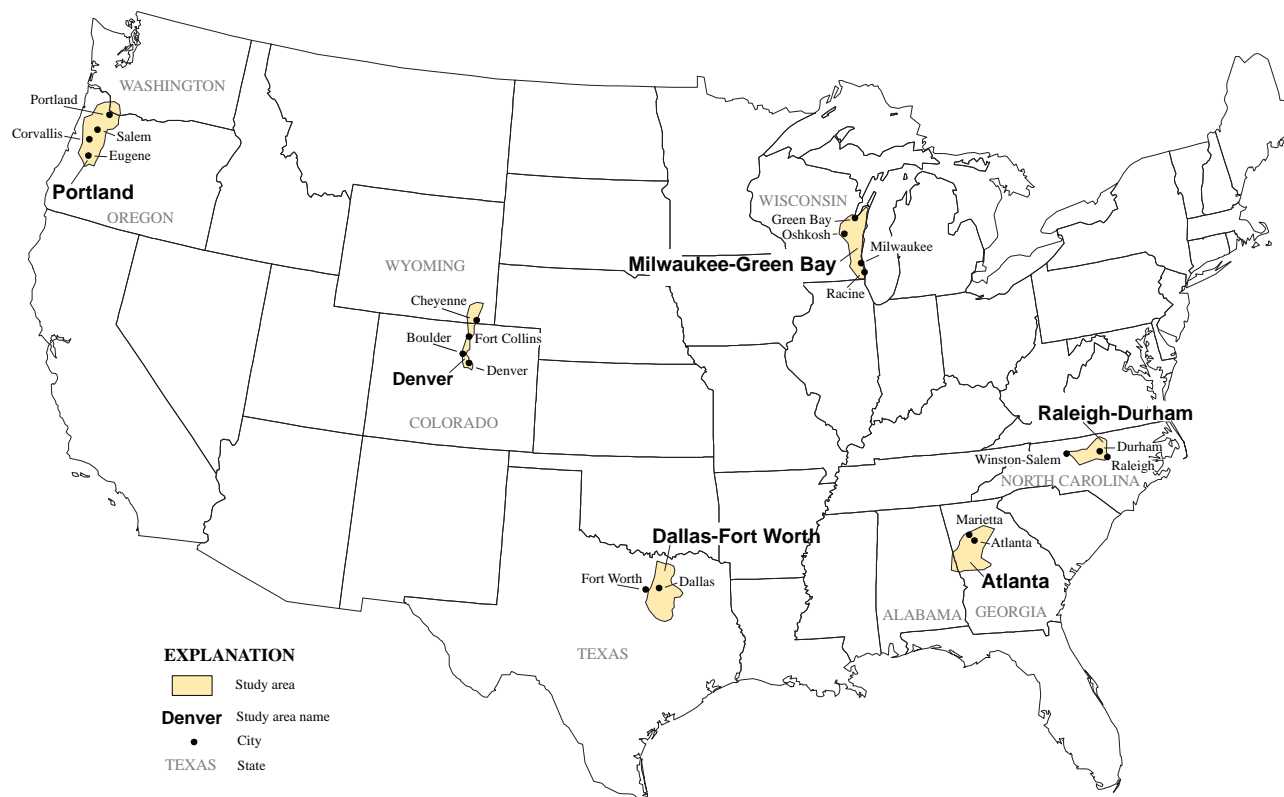 WASHINGTON
Portland
Corvallis
Salem
Eugene
Portland
OREGON
WYOMING
Cheyenne
Boulder
Fort Collins
Denver
Denver
COLORADO
WISCONSIN
Green Bay
Oshkosh
Milwaukee
Milwaukee-Green Bay
Racine
Raleigh-Durham
Durham
Winston-Salem
Raleigh
NORTH CAROLINA
Marietta
Atlanta
Atlanta
ALABAMA
GEORGIA
Dallas-Fort Worth
Fort Worth
Dallas
TEXAS
EXPLANATION
Study area
Denver Study area name
City
TEXAS State